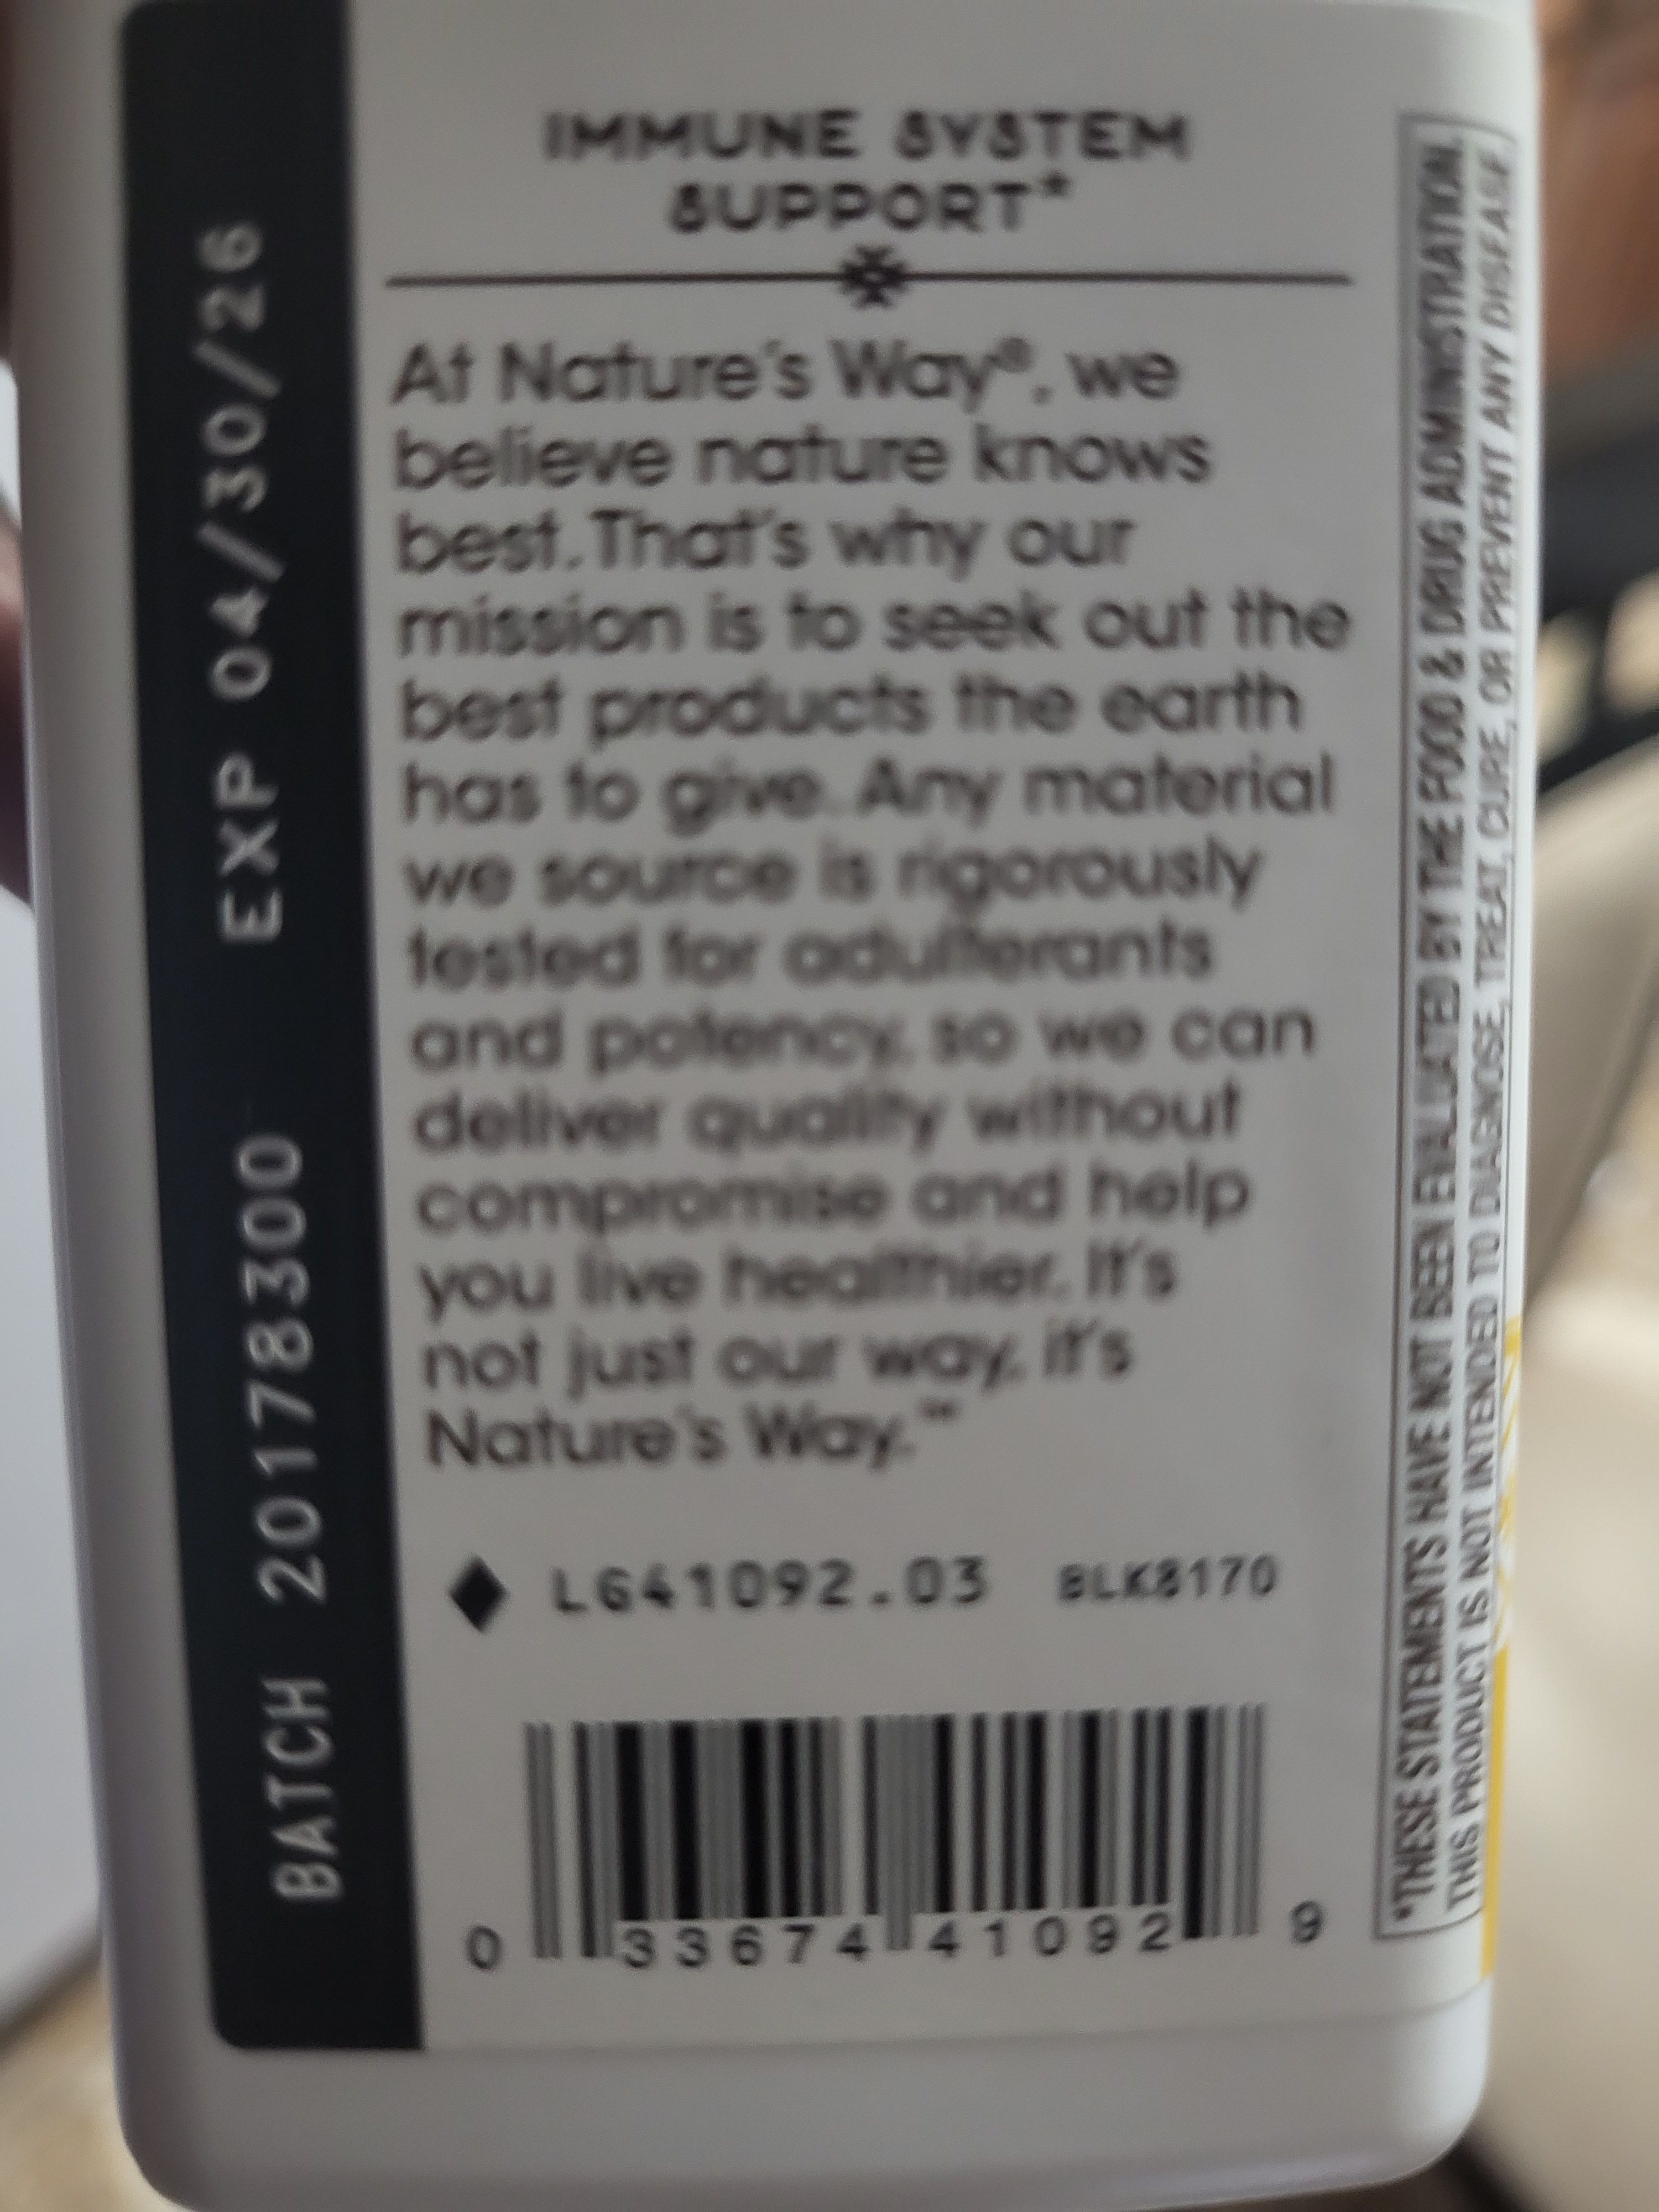 IMMUNE SYSTEM
SUPPORT*
At Nature's Way®, we
believe nature knows
best. That's why our
mission is to seek out the
best products the earth
has to give. Any material
we source is rigorously
tested for adulterants
and potency, so we can
deliver quality without
compromise and help
you live healthier. It's
not just our way, it's
Nature's Way.™
LG41092.03 BLK8170
0 33674 41092 9
BATCH 20178300 EXP 04/30/26
*THESE STATEMENTS HAVE NOT BEEN EVALUATED BY THE FOOD & DRUG ADMINISTRATION.
THIS PRODUCT IS NOT INTENDED TO DIAGNOSE, TREAT, CURE, OR PREVENT ANY DISEASE.